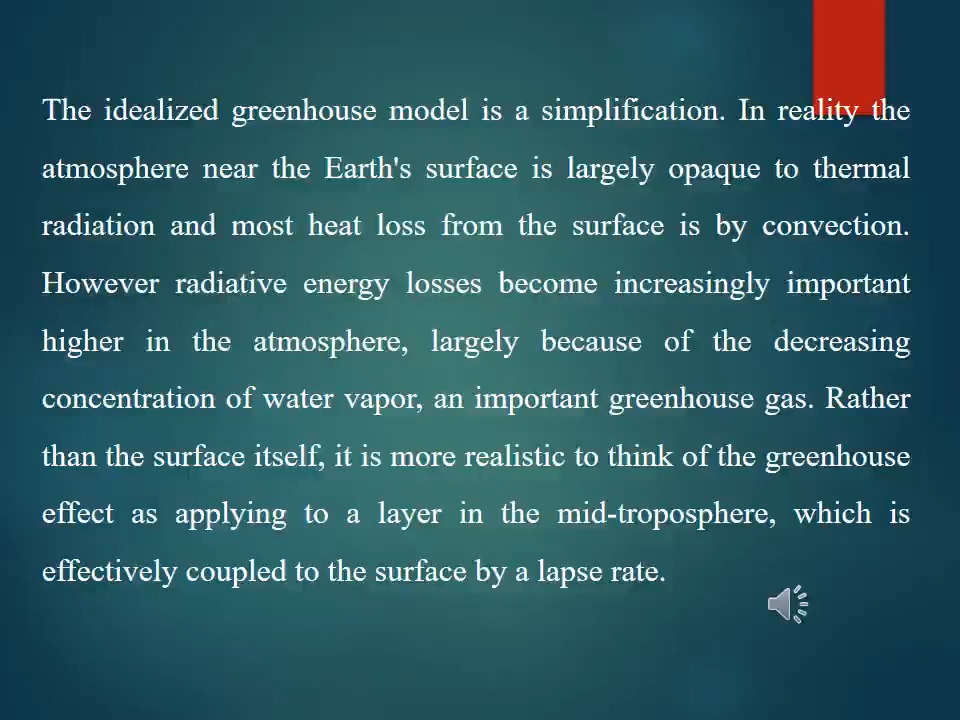 The idealized greenhouse model is a simplification. In reality the
atmosphere near the Earth's surface is largely opaque to thermal
radiation and most heat loss from the surface is by convection.
However radiative energy losses become increasingly important
higher in the atmosphere, largely because of the decreasing
concentration of water vapor, an important greenhouse gas. Rather
than the surface itself, it is more realistic to think of the greenhouse
effect as applying to a layer in the mid-troposphere, which is
effectively coupled to the surface by a lapse rate.